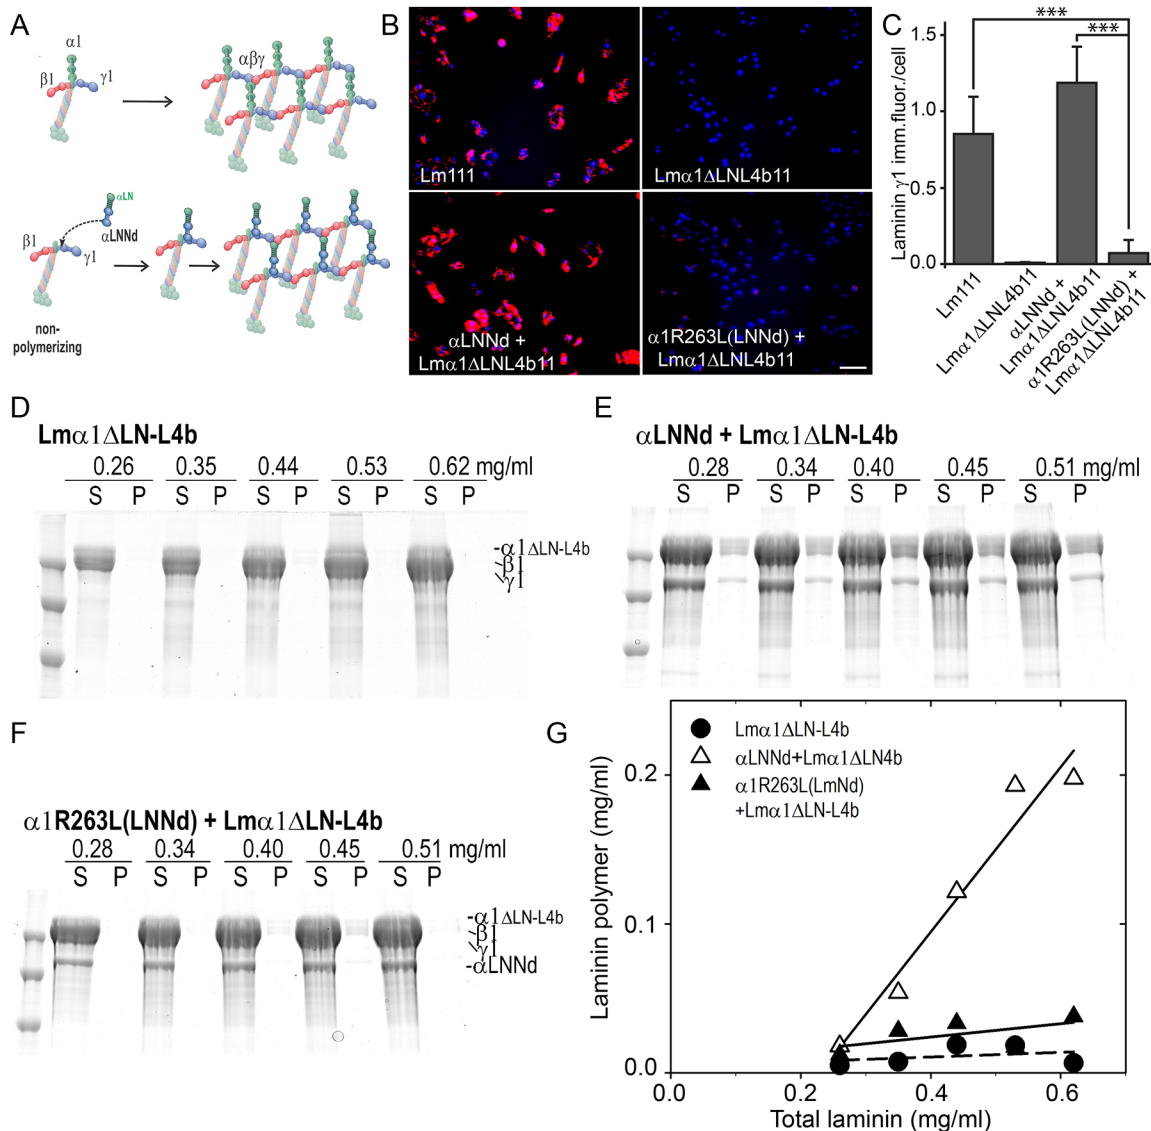 A
α1
β1
γ1
αβγ
αLN
αLNNd
β1
γ1
non-
polymerizing
B
Lm111
Lmα1ΔLNL4b11
αLNNd +
Lmα1ΔLNL4b11
α1R263L(LNNd) +
Lmα1ΔLNL4b11
C
***
***
Laminin γ1 imm.fluor./cell
1.5
1.0
0.5
0.0
Lm111
Lmα1ΔLNL4b11
αLNNd +
Lmα1ΔLNL4b11
α1R263L(LNNd) +
Lmα1ΔLNL4b11
D
Lmα1ΔLN-L4b
0.26 0.35 0.44 0.53 0.62 mg/ml
S P S P S P S P S P
-α1ΔLN-L4b
β1
γ1
E
αLNNd + Lmα1ΔLN-L4b
0.28 0.34 0.40 0.45 0.51 mg/ml
S P S P S P S P S P
F
α1R263L(LNNd) + Lmα1ΔLN-L4b
0.28 0.34 0.40 0.45 0.51 mg/ml
S P S P S P S P S P
-α1ΔLN-L4b
β1
γ1
-αLNNd
G
Lmα1ΔLN-L4b
αLNNd+Lmα1ΔLN4b
α1R263L(LmNd)
+Lmα1ΔLN-L4b
Laminin polymer (mg/ml)
0.2
0.1
0.0
0.0 0.2 0.4 0.6
Total laminin (mg/ml)